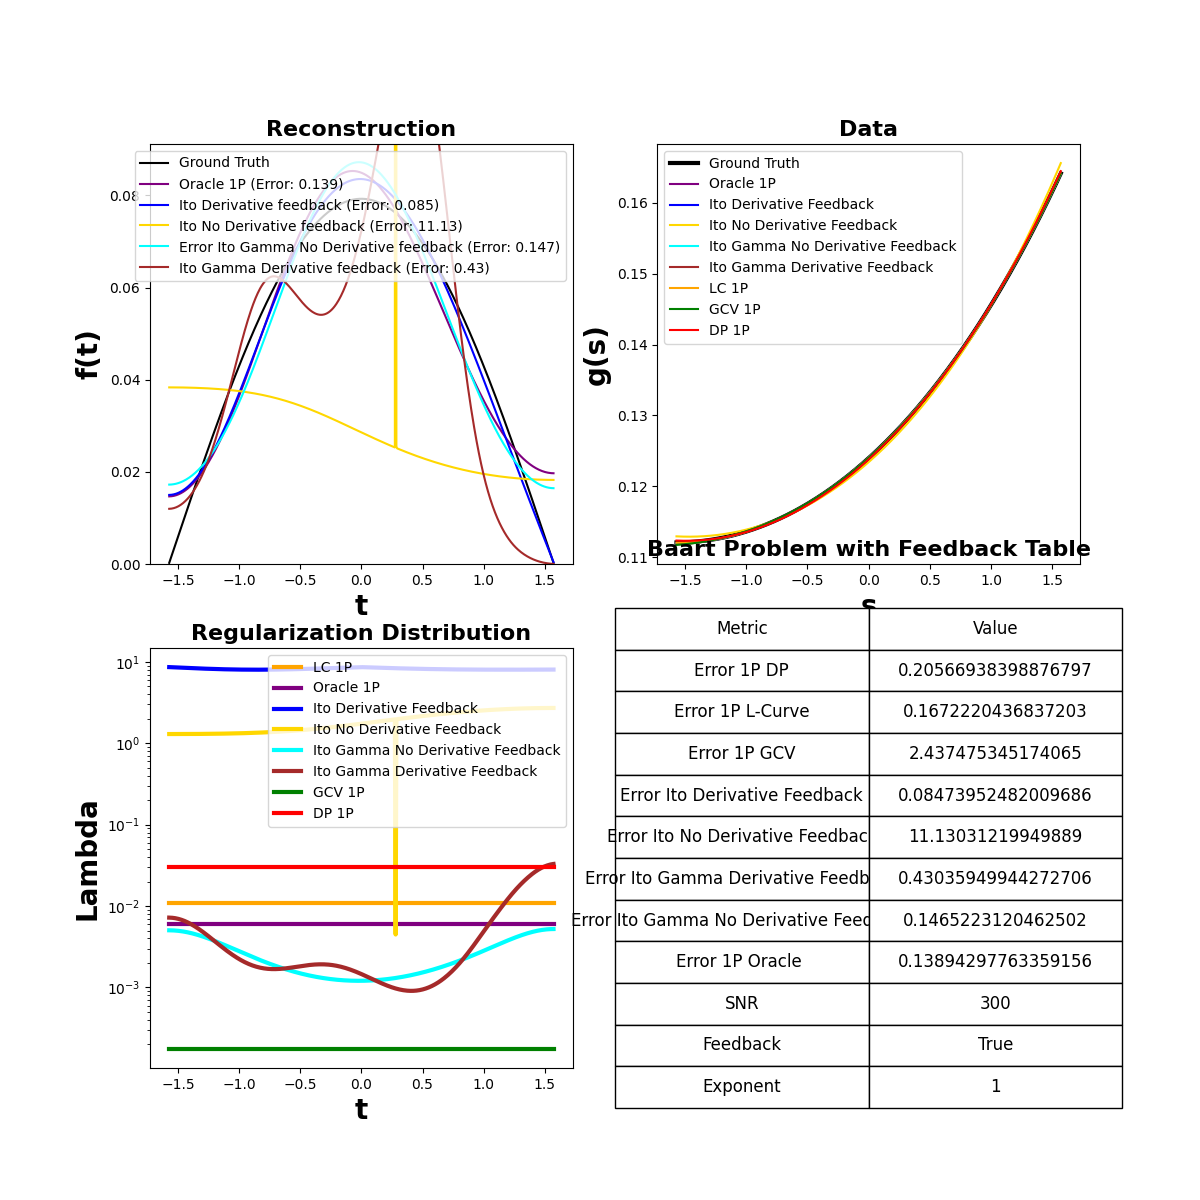 Reconstruction
Ground Truth
Oracle 1P (Error: 0.139)
Ito Derivative feedback (Error: 0.085)
Ito No Derivative feedback (Error: 11.13)
Error Ito Gamma No Derivative feedback (Error: 0.147)
Ito Gamma Derivative feedback (Error: 0.43)
f(t)
0.08
0.06
0.04
0.02
0.00
−1.5 −1.0 −0.5 0.0 0.5 1.0 1.5
t
Data
Ground Truth
Oracle 1P
Ito Derivative Feedback
Ito No Derivative Feedback
Ito Gamma No Derivative Feedback
Ito Gamma Derivative Feedback
LC 1P
GCV 1P
DP 1P
g(s)
0.16
0.15
0.14
0.13
0.12
0.11
−1.5 −1.0 −0.5 0.0 0.5 1.0 1.5
s
Regularization Distribution
LC 1P
Oracle 1P
Ito Derivative Feedback
Ito No Derivative Feedback
Ito Gamma No Derivative Feedback
Ito Gamma Derivative Feedback
GCV 1P
DP 1P
Lambda
10¹
10⁰
10⁻¹
10⁻²
10⁻³
−1.5 −1.0 −0.5 0.0 0.5 1.0 1.5
t
Baart Problem with Feedback Table
Metric Value
Error 1P DP 0.20566938398876797
Error 1P L-Curve 0.1672220436837203
Error 1P GCV 2.437475345174065
Error Ito Derivative Feedback 0.08473952482009686
Error Ito No Derivative Feedbac 11.13031219949889
Error Ito Gamma Derivative Feedb 0.43035949944272706
Error Ito Gamma No Derivative Feec 0.1465223120462502
Error 1P Oracle 0.13894297763359156
SNR 300
Feedback True
Exponent 1